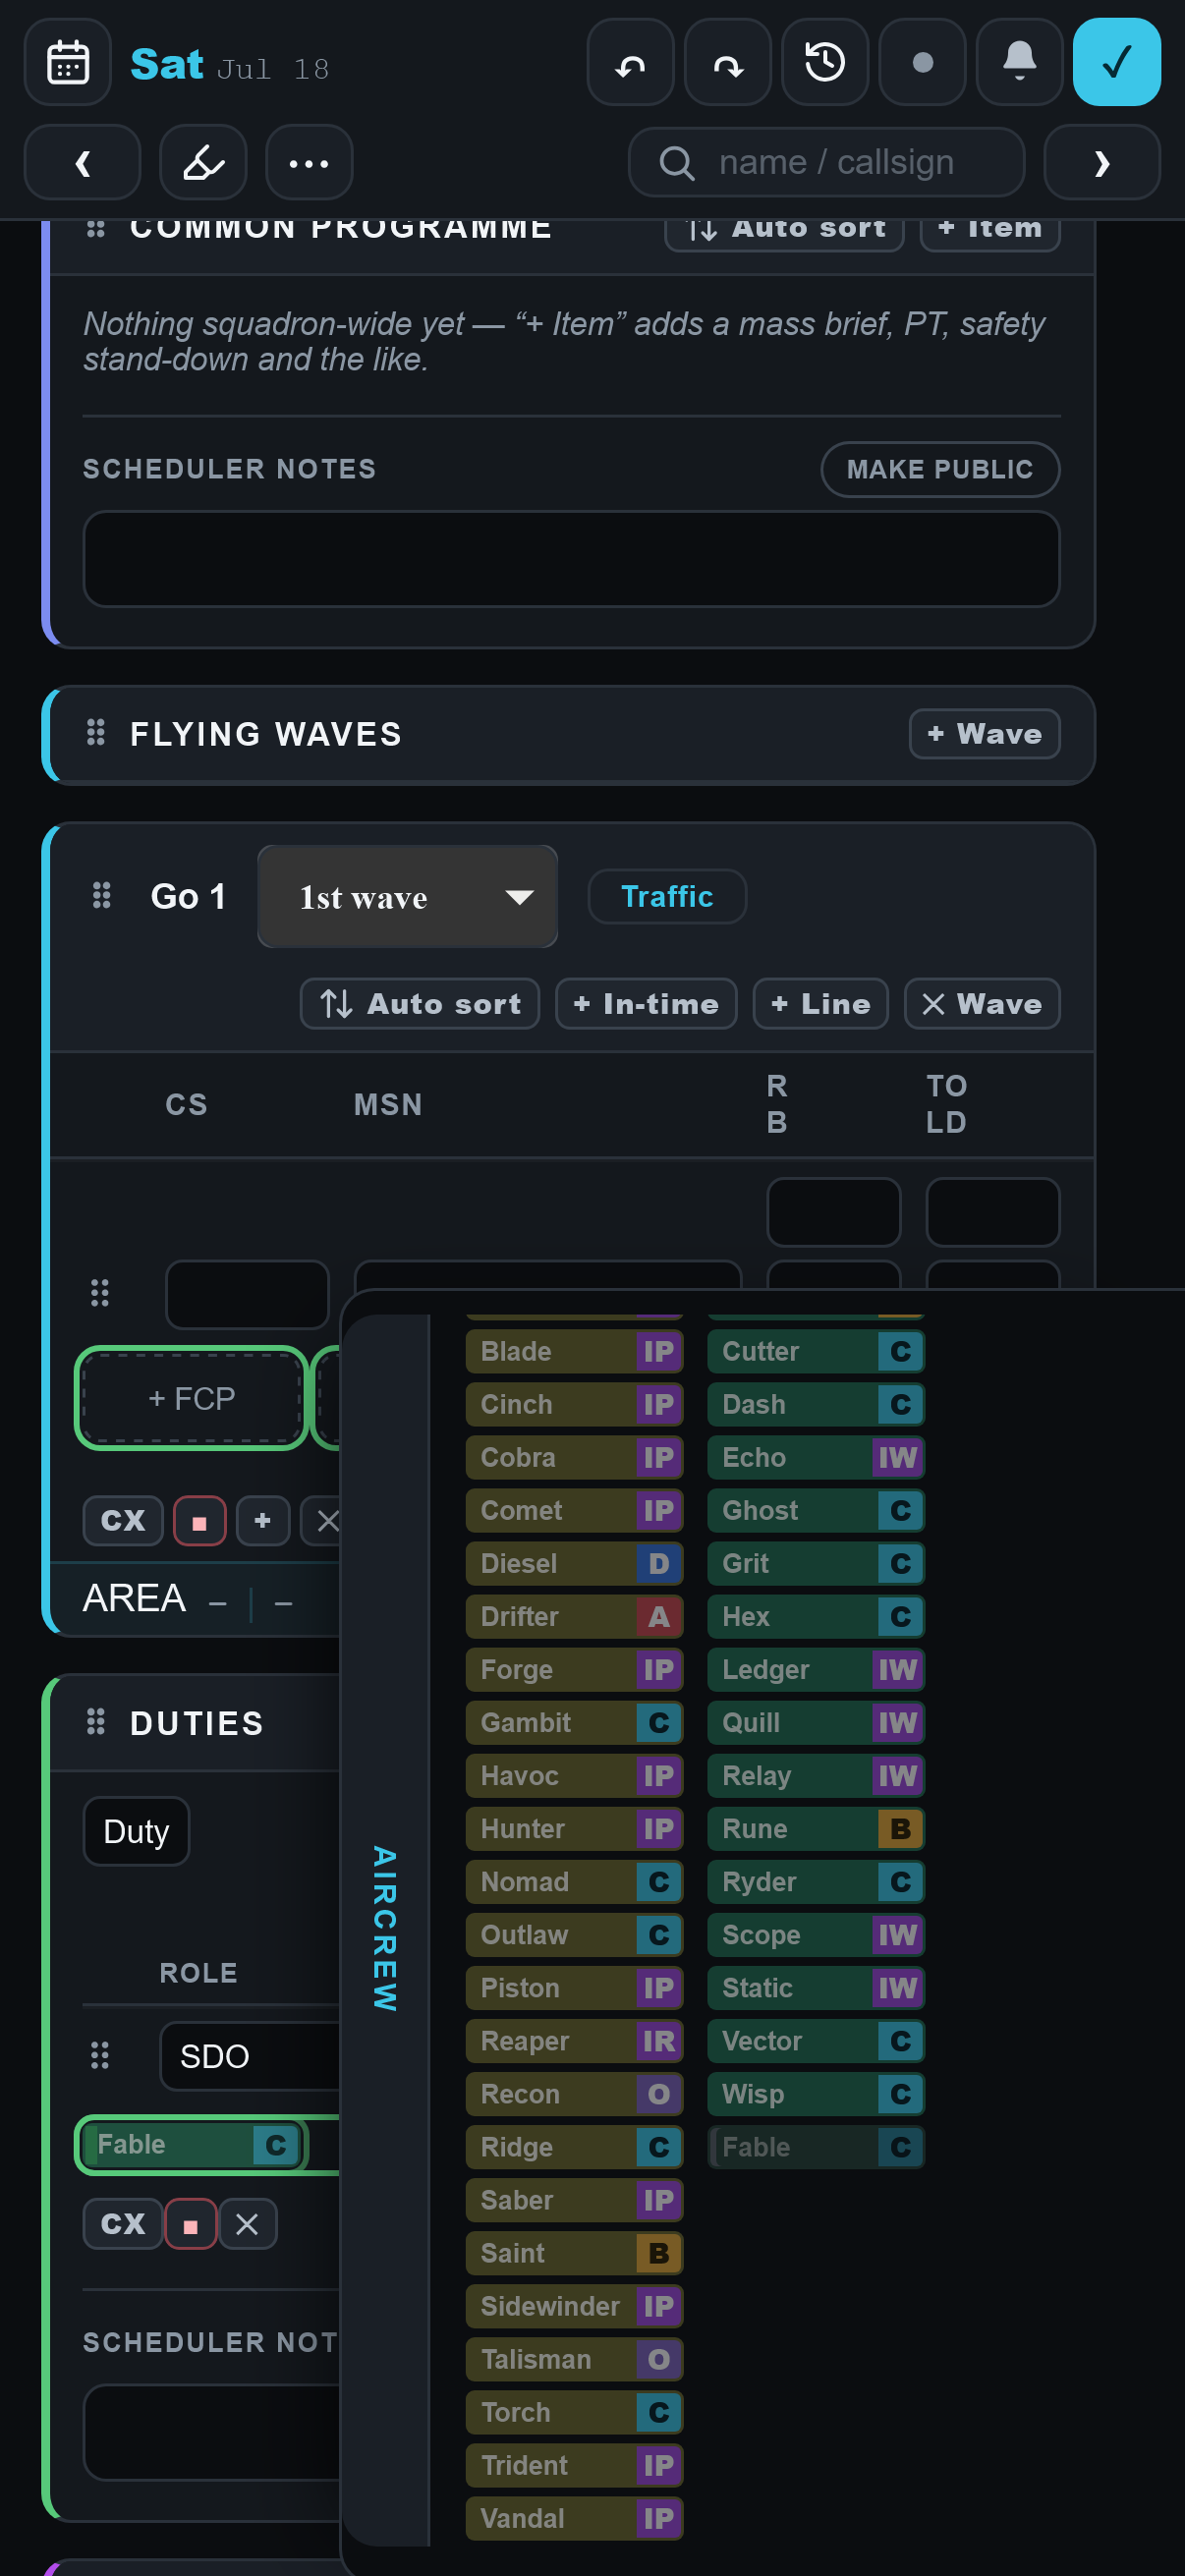 Sat Jul 18
name / callsign
COMMON PROGRAMME
Auto sort
+ Item
Nothing squadron-wide yet — “+ Item” adds a mass brief, PT, safety
stand-down and the like.
SCHEDULER NOTES
MAKE PUBLIC
FLYING WAVES
+ Wave
Go 1
1st wave
Traffic
Auto sort
+ In-time
+ Line
× Wave
CS
MSN
R
B
TO
LD
+ FCP
CX
+
AREA – | –
DUTIES
Duty
ROLE
SDO
Fable C
CX
SCHEDULER NOT
AIRCREW
Blade IP
Cinch IP
Cobra IP
Comet IP
Diesel D
Drifter A
Forge IP
Gambit C
Havoc IP
Hunter IP
Nomad C
Outlaw C
Piston IP
Reaper IR
Recon O
Ridge C
Saber IP
Saint B
Sidewinder IP
Talisman O
Torch C
Trident IP
Vandal IP
Cutter C
Dash C
Echo IW
Ghost C
Grit C
Hex C
Ledger IW
Quill IW
Relay IW
Rune B
Ryder C
Scope IW
Static IW
Vector C
Wisp C
Fable C